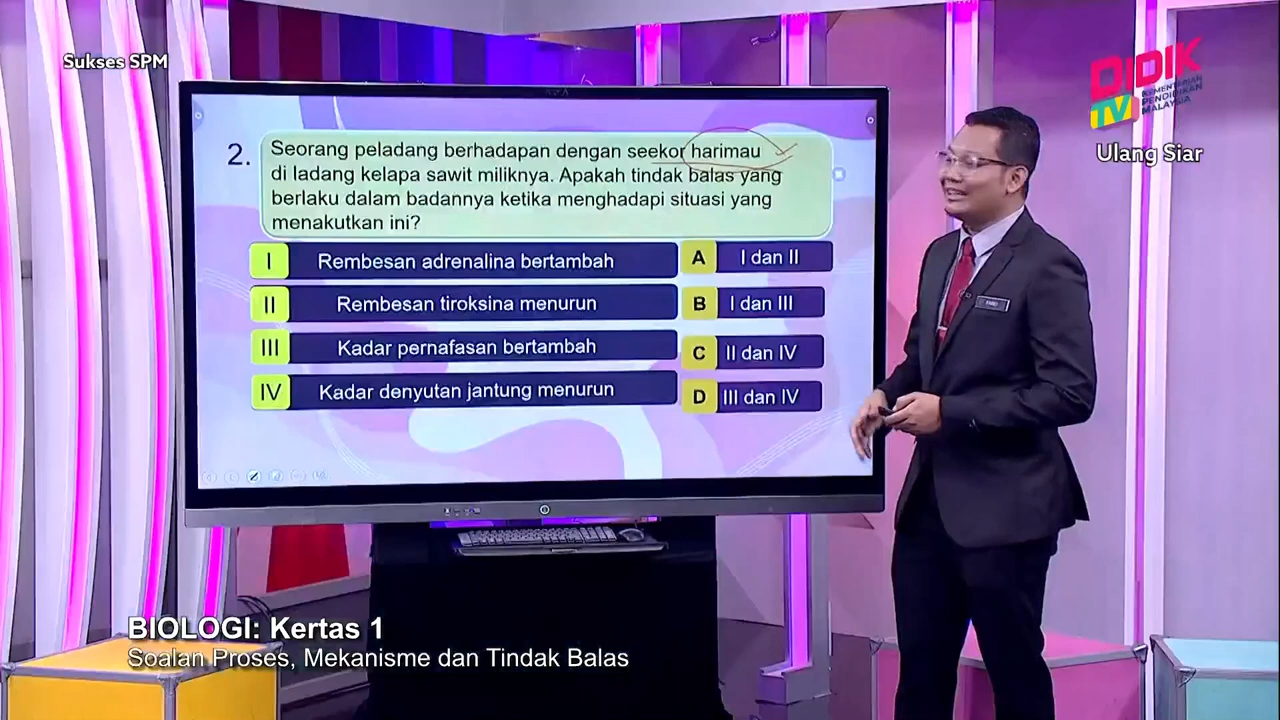 Sukses SPM
DIDIK
TV
KEMENTERIAN
PENDIDIKAN
MALAYSIA
Ulang Siar
2. Seorang peladang berhadapan dengan seekor harimau
di ladang kelapa sawit miliknya. Apakah tindak balas yang
berlaku dalam badannya ketika menghadapi situasi yang
menakutkan ini?
I Rembesan adrenalina bertambah
A I dan II
II Rembesan tiroksina menurun
B I dan III
III Kadar pernafasan bertambah
C II dan IV
IV Kadar denyutan jantung menurun
D III dan IV
BIOLOGI: Kertas 1
Soalan Proses, Mekanisme dan Tindak Balas